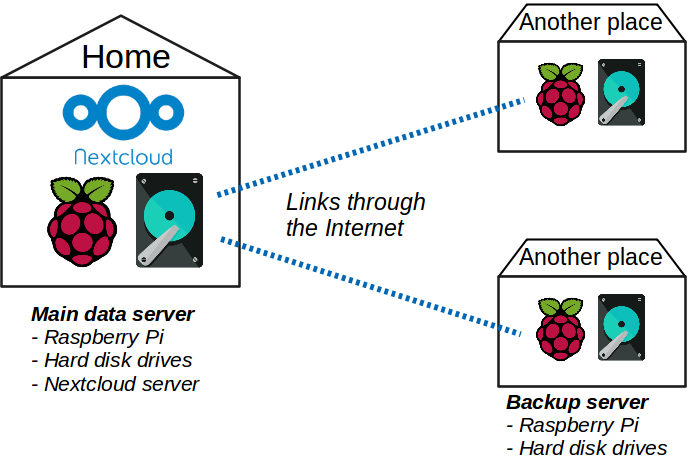 Home
Nextcloud
Main data server
- Raspberry Pi
- Hard disk drives
- Nextcloud server
Links through
the Internet
Another place
Another place
Backup server
- Raspberry Pi
- Hard disk drives